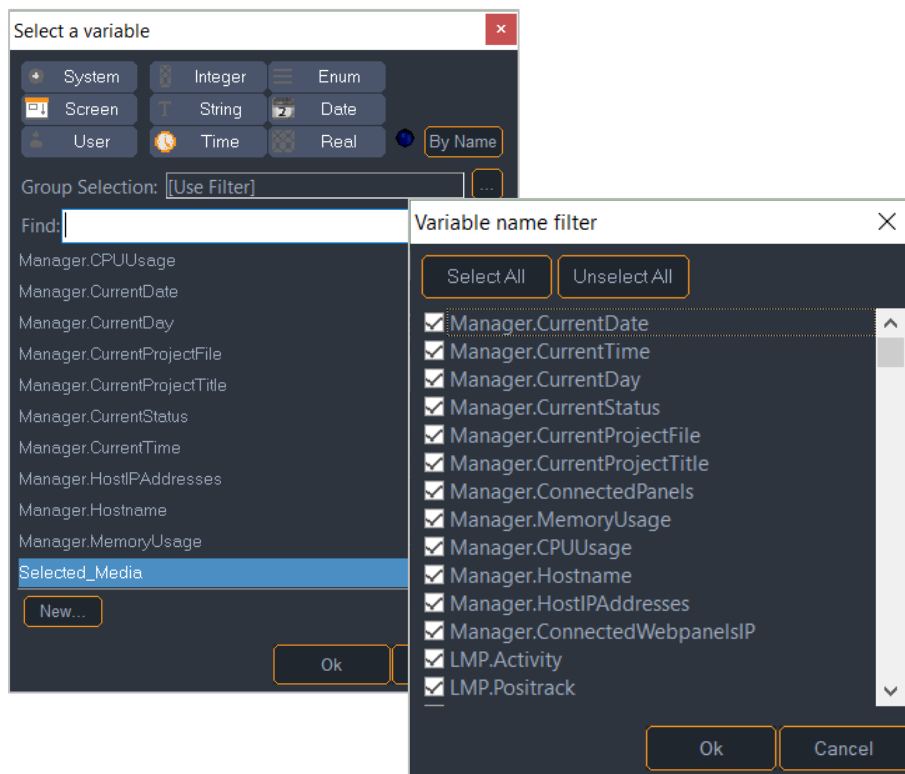 Select a variable
System Integer Enum
Screen String Date
User Time Real By Name
Group Selection: [Use Filter] ...
Find:
Manager.CPUUsage
Manager.CurrentDate
Manager.CurrentDay
Manager.CurrentProjectFile
Manager.CurrentProjectTitle
Manager.CurrentStatus
Manager.CurrentTime
Manager.HostIPAddresses
Manager.Hostname
Manager.MemoryUsage
Selected_Media
New...
Ok
Variable name filter
Select All Unselect All
Manager.CurrentDate
Manager.CurrentTime
Manager.CurrentDay
Manager.CurrentStatus
Manager.CurrentProjectFile
Manager.CurrentProjectTitle
Manager.ConnectedPanels
Manager.MemoryUsage
Manager.CPUUsage
Manager.Hostname
Manager.HostIPAddresses
Manager.ConnectedWebpanelsIP
LMP.Activity
LMP.Positrack
Ok Cancel